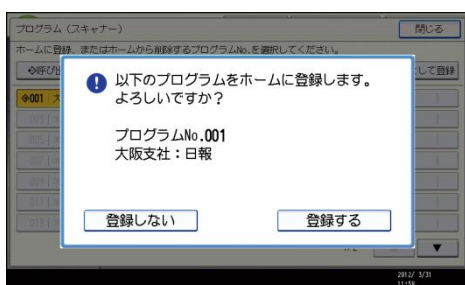 プログラム（スキャナー）
閉じる
ホームに登録、またはホームから削除するプログラムNo.を選択してください。
呼び出
して登録
001
以下のプログラムをホームに登録します。
よろしいですか？
プログラムNo.001
大阪支社：日報
登録しない
登録する
▼
2012/ 3/31
11:58